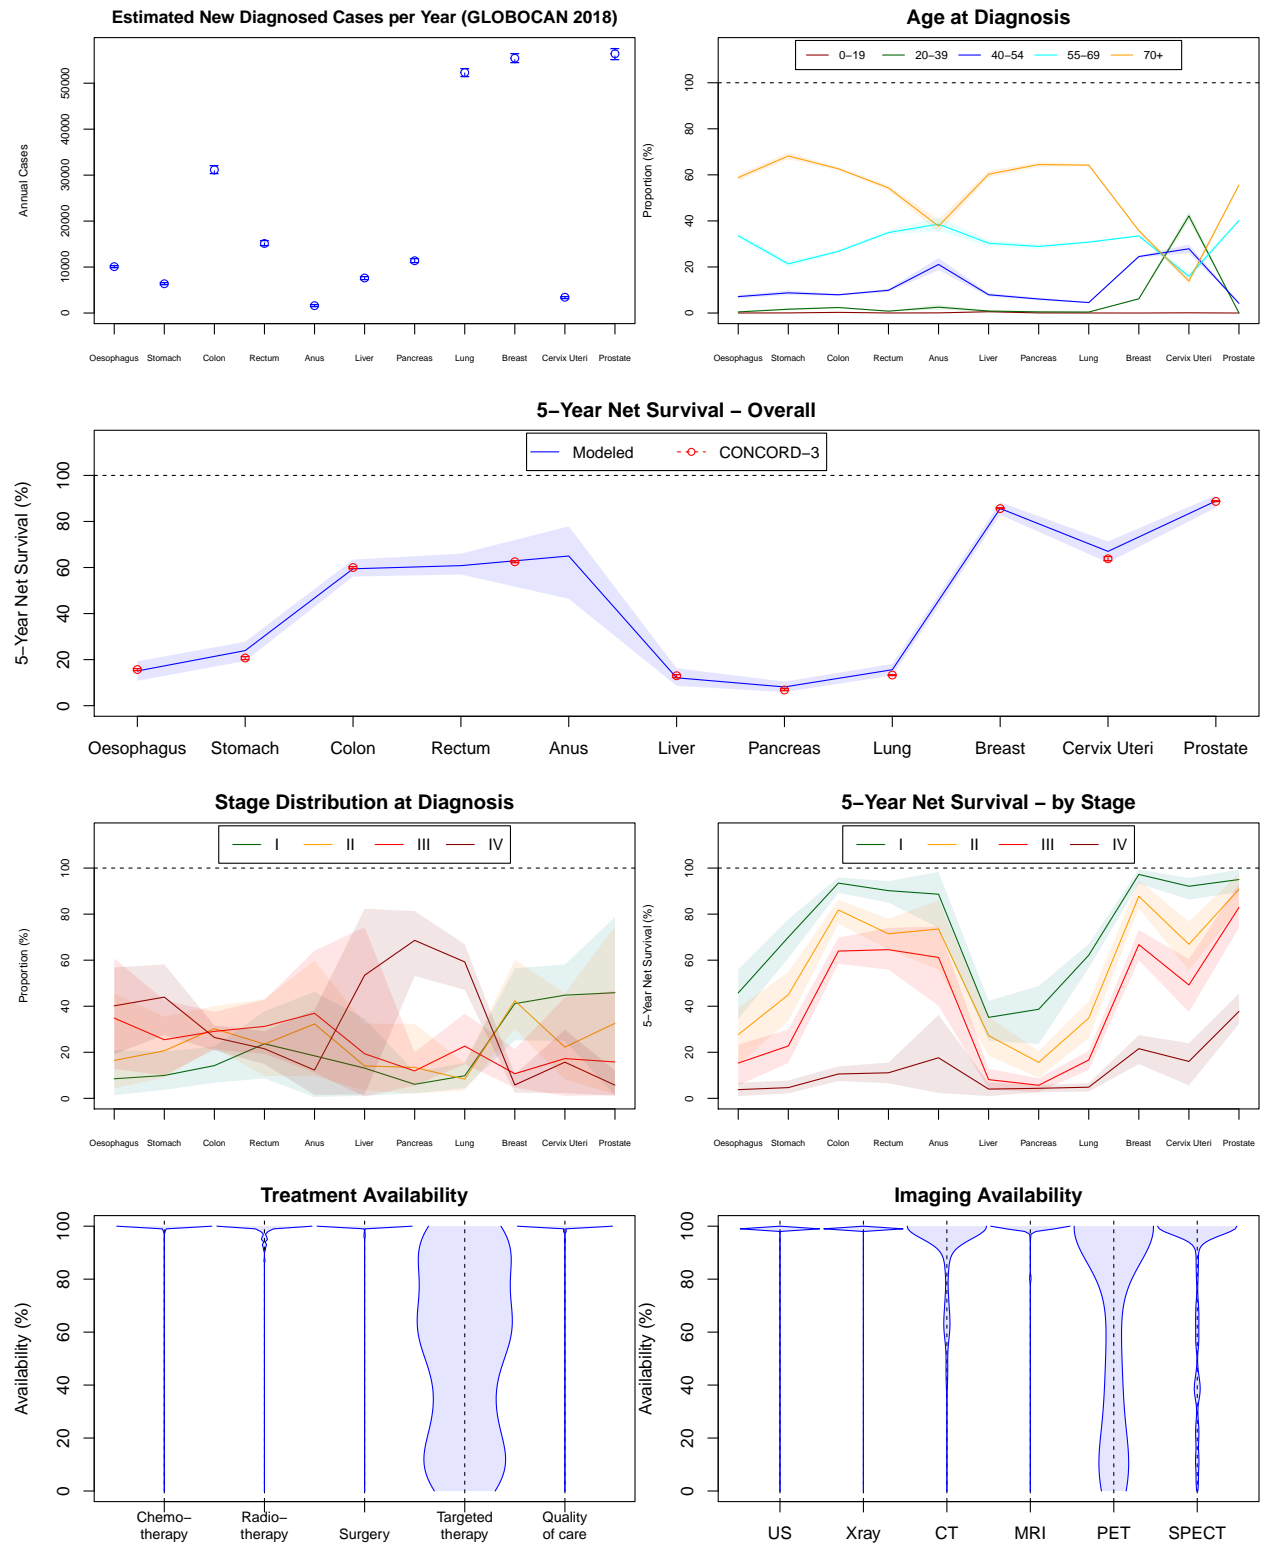 Estimated New Diagnosed Cases per Year (GLOBOCAN 2018)
Annual Cases
50000
40000
30000
20000
10000
0
Oesophagus Stomach Colon Rectum Anus Liver Pancreas Lung Breast Cervix Uteri Prostate
Age at Diagnosis
0−19 20−39 40−54 55−69 70+
Proportion (%)
100
80
60
40
20
0
Oesophagus Stomach Colon Rectum Anus Liver Pancreas Lung Breast Cervix Uteri Prostate
5−Year Net Survival − Overall
Modeled CONCORD−3
5−Year Net Survival (%)
100
80
60
40
20
0
Oesophagus Stomach Colon Rectum Anus Liver Pancreas Lung Breast Cervix Uteri Prostate
Stage Distribution at Diagnosis
I II III IV
Proportion (%)
100
80
60
40
20
0
Oesophagus Stomach Colon Rectum Anus Liver Pancreas Lung Breast Cervix Uteri Prostate
5−Year Net Survival − by Stage
I II III IV
5−Year Net Survival (%)
100
80
60
40
20
0
Oesophagus Stomach Colon Rectum Anus Liver Pancreas Lung Breast Cervix Uteri Prostate
Treatment Availability
Availability (%)
100
80
60
40
20
0
Chemo−
therapy
Radio−
therapy
Surgery
Targeted
therapy
Quality
of care
Imaging Availability
Availability (%)
100
80
60
40
20
0
US Xray CT MRI PET SPECT